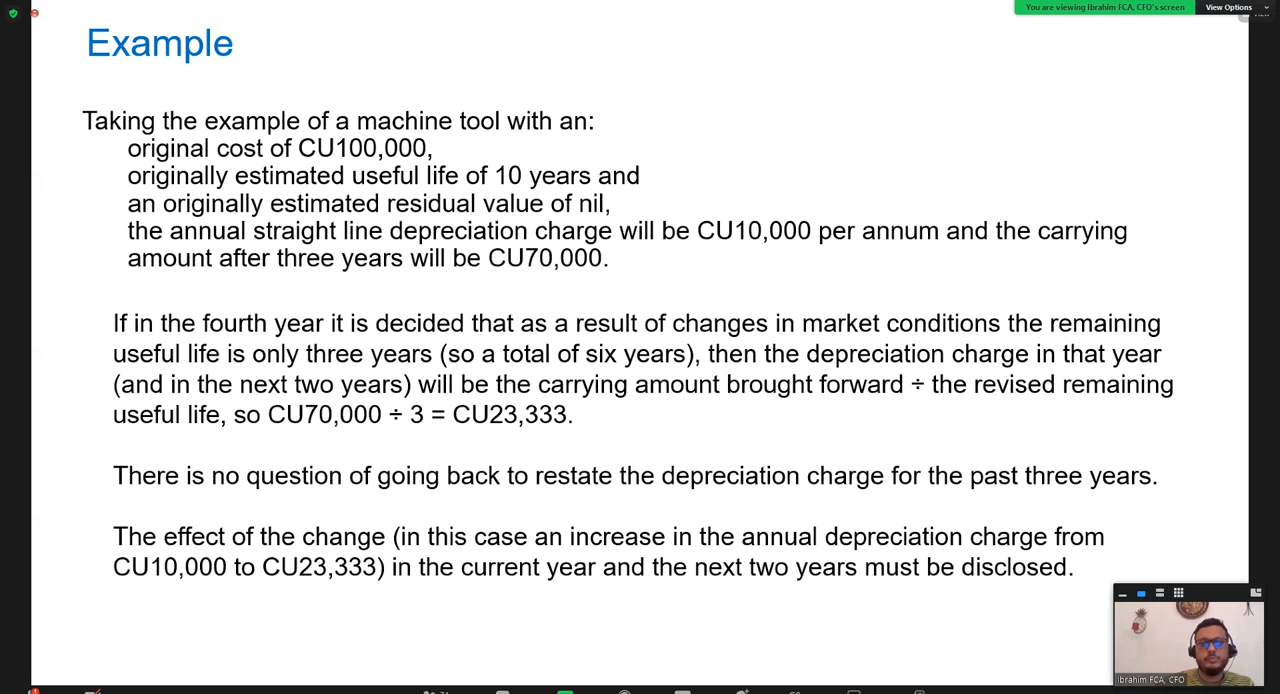 You are viewing Ibrahim FCA, CFO's screen
View Options
View
Example
Taking the example of a machine tool with an:
original cost of CU100,000,
originally estimated useful life of 10 years and
an originally estimated residual value of nil,
the annual straight line depreciation charge will be CU10,000 per annum and the carrying
amount after three years will be CU70,000.
If in the fourth year it is decided that as a result of changes in market conditions the remaining
useful life is only three years (so a total of six years), then the depreciation charge in that year
(and in the next two years) will be the carrying amount brought forward ÷ the revised remaining
useful life, so CU70,000 ÷ 3 = CU23,333.
There is no question of going back to restate the depreciation charge for the past three years.
The effect of the change (in this case an increase in the annual depreciation charge from
CU10,000 to CU23,333) in the current year and the next two years must be disclosed.
Ibrahim FCA, CFO